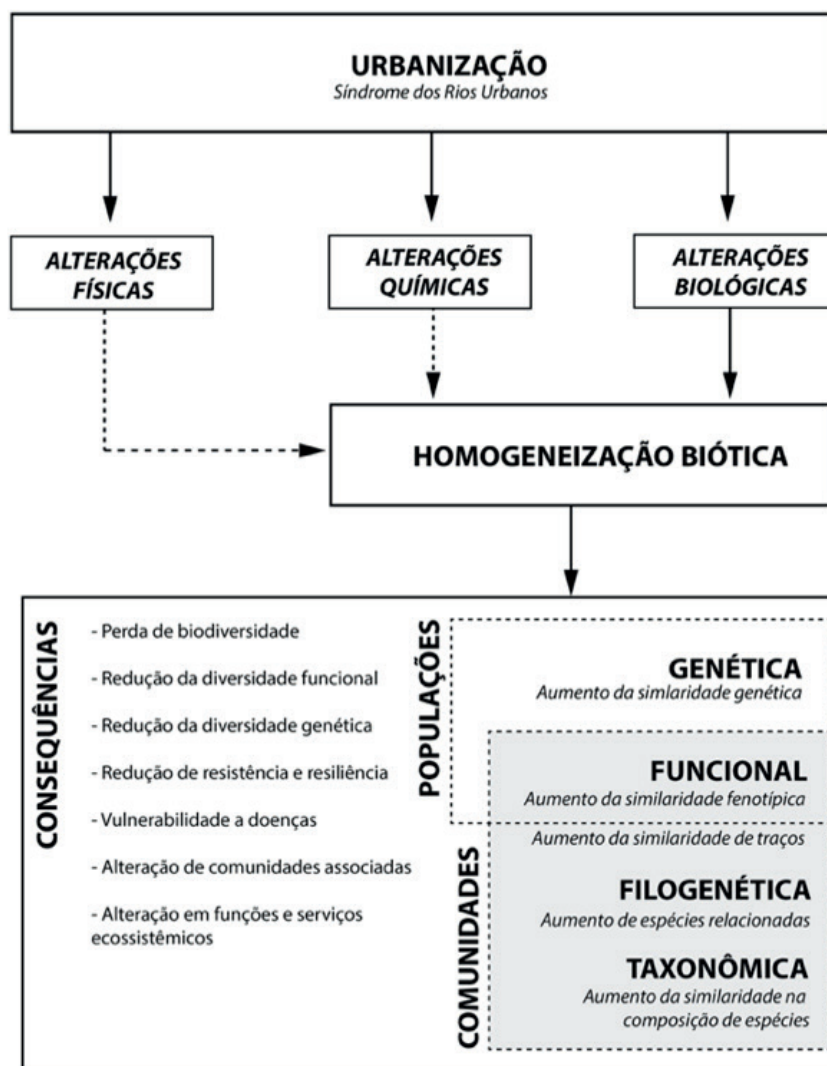 URBANIZAÇÃO
Síndrome dos Rios Urbanos
ALTERAÇÕES
FÍSICAS
ALTERAÇÕES
QUÍMICAS
ALTERAÇÕES
BIOLÓGICAS
HOMOGENEIZAÇÃO BIÓTICA
CONSEQUÊNCIAS
- Perda de biodiversidade
- Redução da diversidade funcional
- Redução da diversidade genética
- Redução de resistência e resiliência
- Vulnerabilidade a doenças
- Alteração de comunidades associadas
- Alteração em funções e serviços
ecossistêmicos
POPULAÇÕES
GENÉTICA
Aumento da simlaridade genética
FUNCIONAL
Aumento da similaridade fenotípica
Aumento da similaridade de traços
COMUNIDADES
FILOGENÉTICA
Aumento de espécies relacionadas
TAXONÔMICA
Aumento da similaridade na
composição de espécies